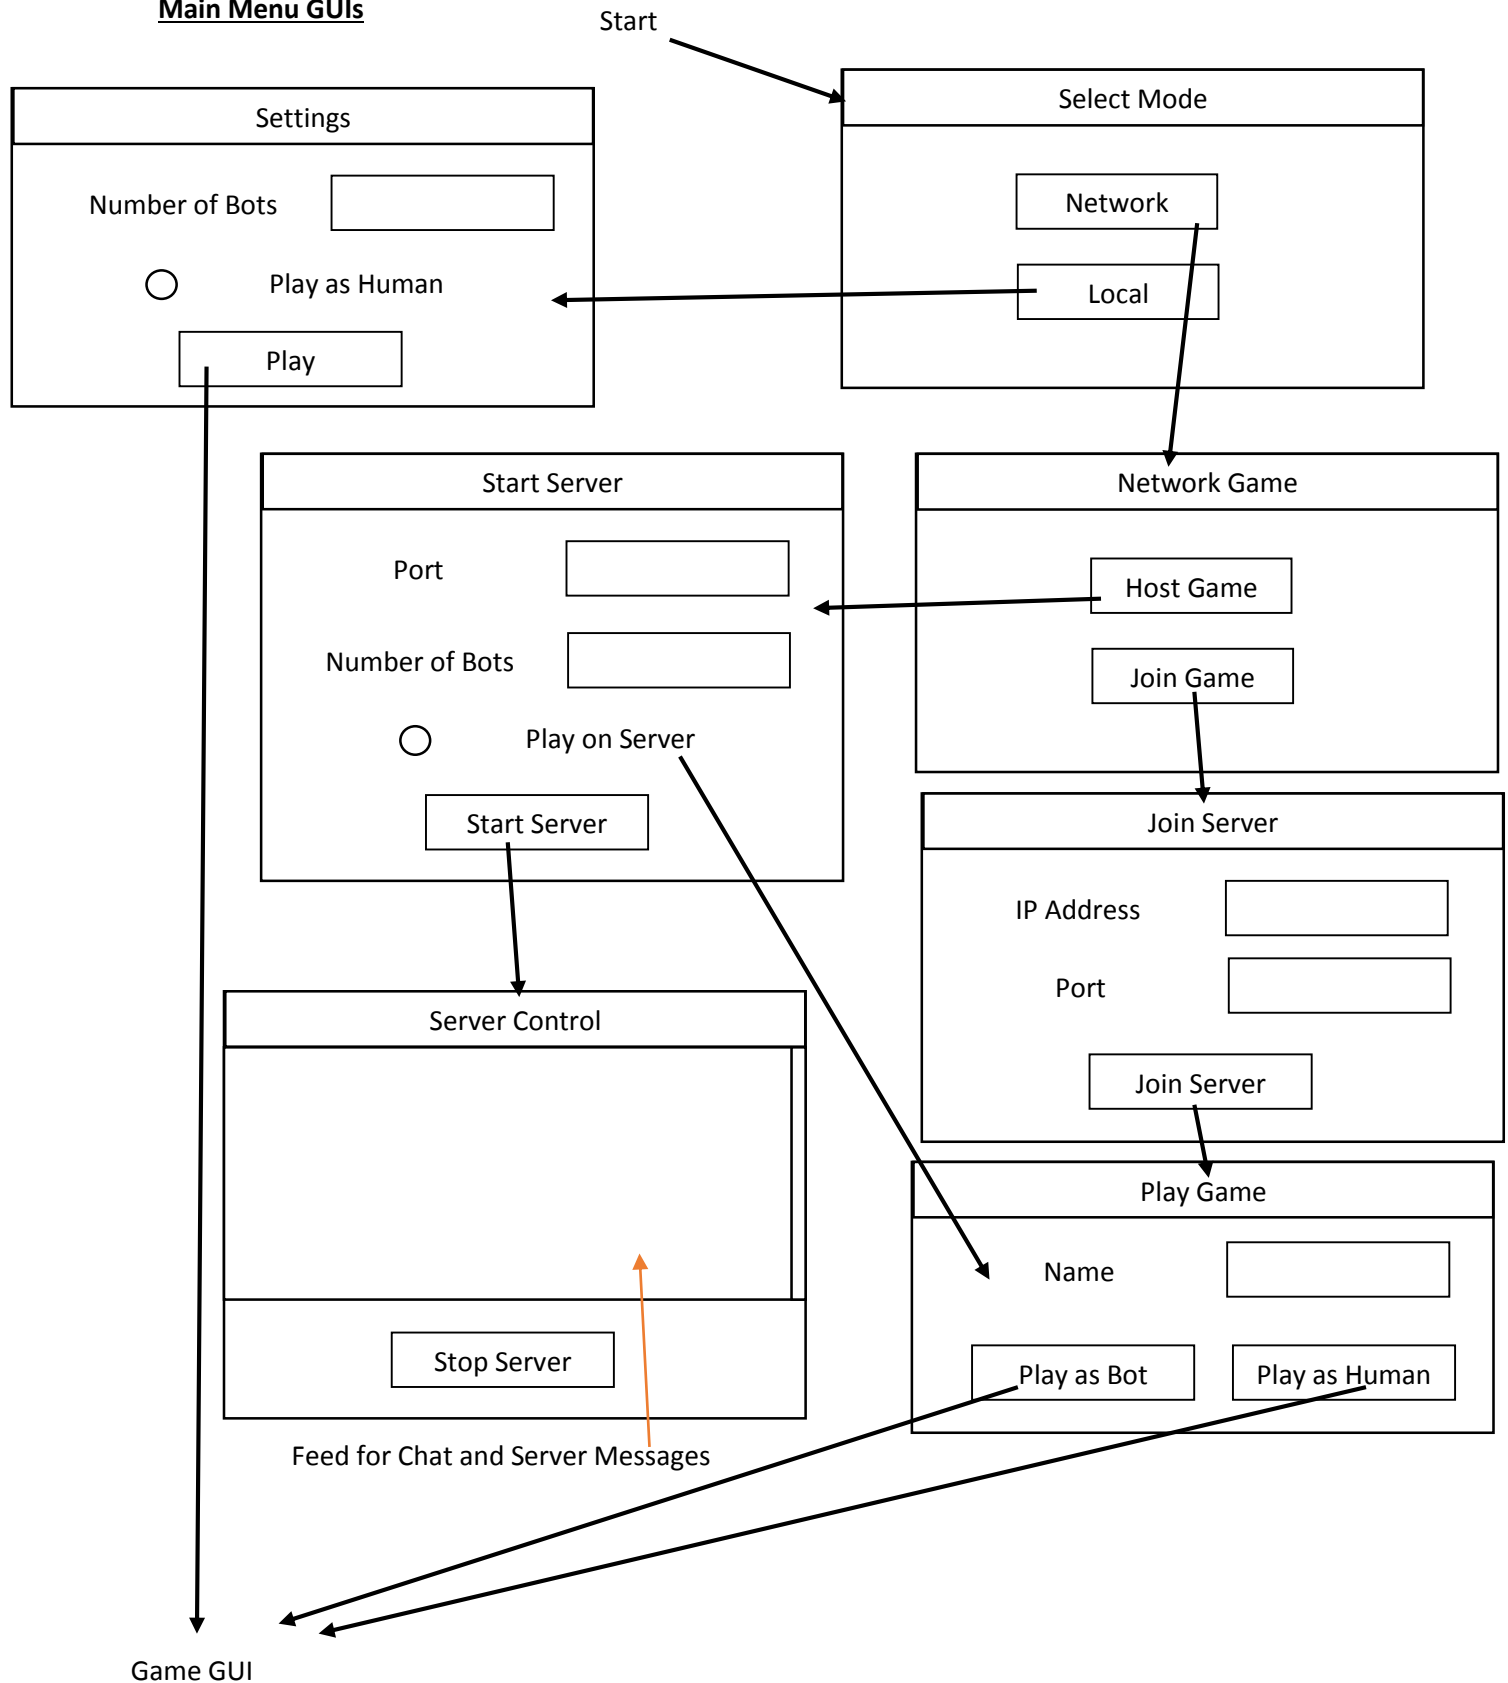 Main Menu GUIs
Start
Settings
Number of Bots
Play as Human
Play
Select Mode
Network
Local
Start Server
Port
Number of Bots
Play on Server
Start Server
Network Game
Host Game
Join Game
Join Server
IP Address
Port
Join Server
Server Control
Stop Server
Feed for Chat and Server Messages
Play Game
Name
Play as Bot
Play as Human
Game GUI